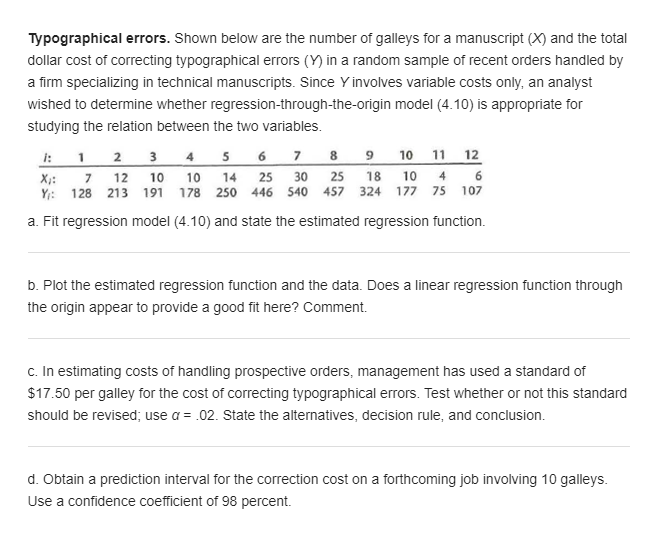 Typographical errors. Shown below are the number of galleys for a manuscript (X) and the total
dollar cost of correcting typographical errors (Y) in a random sample of recent orders handled by
a firm specializing in technical manuscripts. Since Y involves variable costs only, an analyst
wished to determine whether regression-through-the-origin model (4.10) is appropriate for
studying the relation between the two variables.
i: 1 2 3 4 5 6 7 8 9 10 11 12
Xi: 7 12 10 10 14 25 30 25 18 10 4 6
Yi: 128 213 191 178 250 446 540 457 324 177 75 107
a. Fit regression model (4.10) and state the estimated regression function.
b. Plot the estimated regression function and the data. Does a linear regression function through
the origin appear to provide a good fit here? Comment.
c. In estimating costs of handling prospective orders, management has used a standard of
$17.50 per galley for the cost of correcting typographical errors. Test whether or not this standard
should be revised; use α = .02. State the alternatives, decision rule, and conclusion.
d. Obtain a prediction interval for the correction cost on a forthcoming job involving 10 galleys.
Use a confidence coefficient of 98 percent.